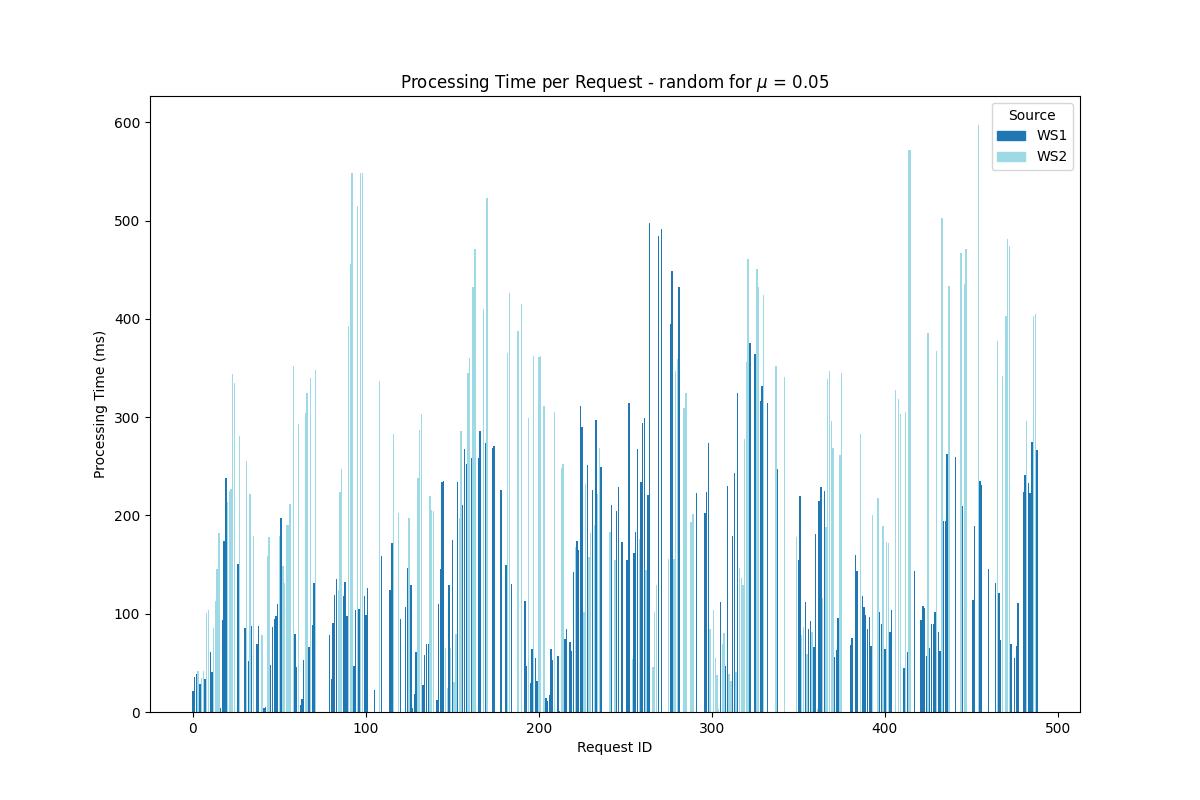 Processing Time per Request - random for μ = 0.05
Source
WS1
WS2
Processing Time (ms)
600
500
400
300
200
100
0
0 100 200 300 400 500
Request ID